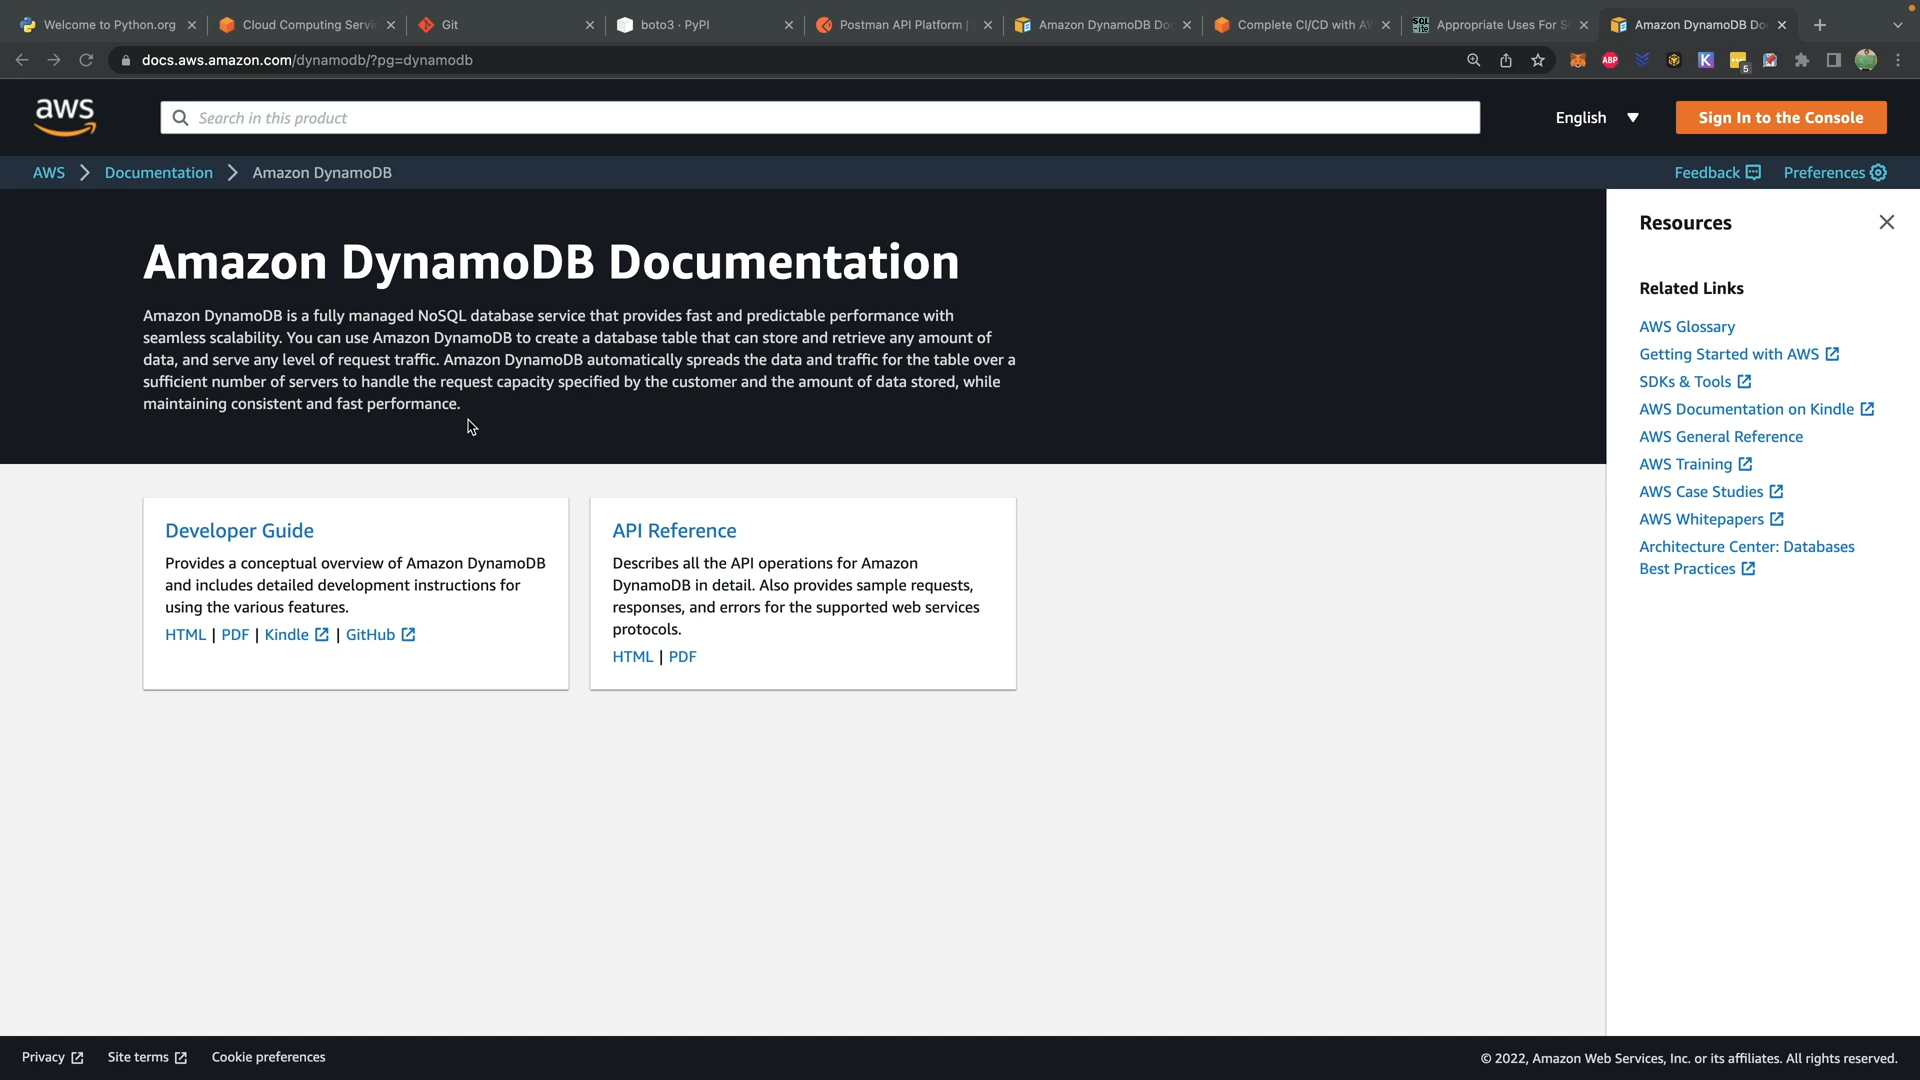 Welcome to Python.org
Cloud Computing Servic
Git
boto3 · PyPI
Postman API Platform |
Amazon DynamoDB Do
Complete CI/CD with AW
Appropriate Uses For S
Amazon DynamoDB Do
docs.aws.amazon.com/dynamodb/?pg=dynamodb
ABP
K
5
aws
Search in this product
English
Sign In to the Console
AWS
Documentation
Amazon DynamoDB
Feedback
Preferences
Amazon DynamoDB Documentation
Amazon DynamoDB is a fully managed NoSQL database service that provides fast and predictable performance with
seamless scalability. You can use Amazon DynamoDB to create a database table that can store and retrieve any amount of
data, and serve any level of request traffic. Amazon DynamoDB automatically spreads the data and traffic for the table over a
sufficient number of servers to handle the request capacity specified by the customer and the amount of data stored, while
maintaining consistent and fast performance.
Developer Guide
Provides a conceptual overview of Amazon DynamoDB
and includes detailed development instructions for
using the various features.
HTML | PDF | Kindle | GitHub
API Reference
Describes all the API operations for Amazon
DynamoDB in detail. Also provides sample requests,
responses, and errors for the supported web services
protocols.
HTML | PDF
Resources
Related Links
AWS Glossary
Getting Started with AWS
SDKs & Tools
AWS Documentation on Kindle
AWS General Reference
AWS Training
AWS Case Studies
AWS Whitepapers
Architecture Center: Databases
Best Practices
Privacy
Site terms
Cookie preferences
© 2022, Amazon Web Services, Inc. or its affiliates. All rights reserved.